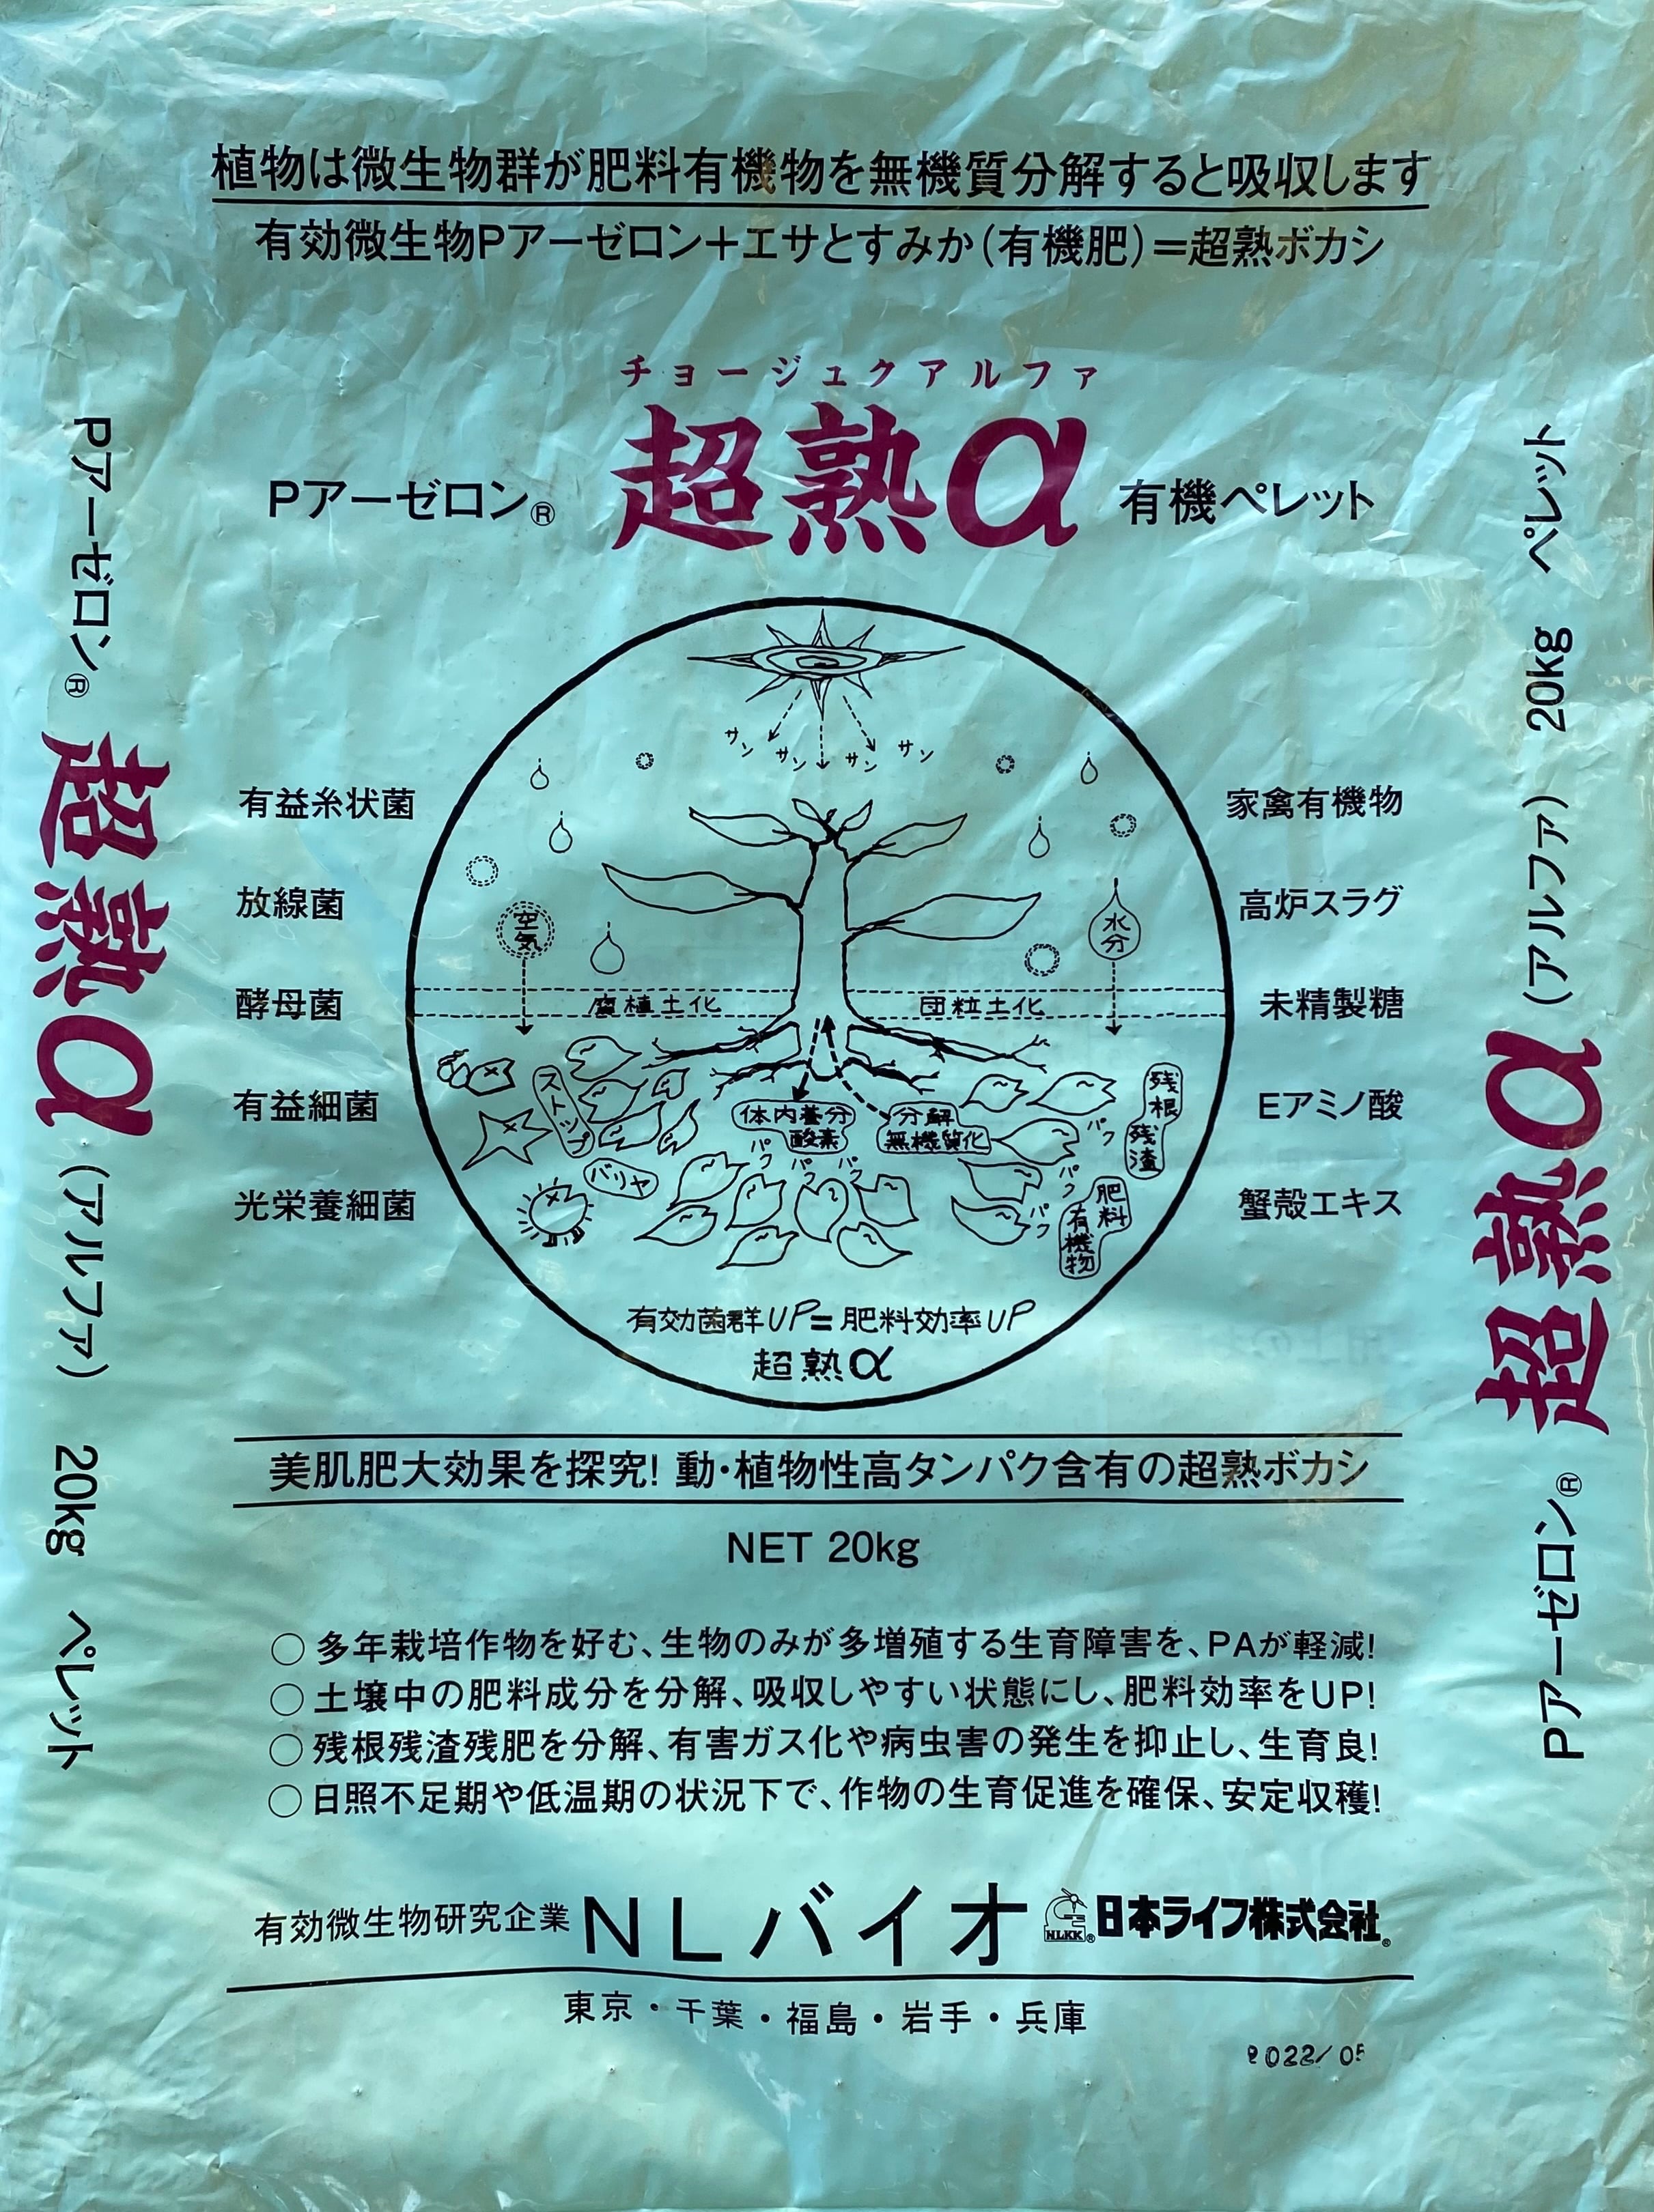 植物は微生物群が肥料有機物を無機質分解すると吸収します
有効微生物Pアーゼロン＋エサとすみか(有機肥)＝超熟ボカシ
チョージュクアルファ
Pアーゼロン® 超熟α 有機ペレット
Pアーゼロン® 超熟α (アルファ) 20kg ペレット
有益糸状菌
放線菌
酵母菌
有益細菌
光栄養細菌
サン サン サン サン
空気
水分
団粒土化
ストップ
バリヤ
体内養分
酸素
分解
無機質化
パク パク パク
パク
パク
パク
残根
残渣
肥料
有機物
有効菌群UP=肥料効率UP
超熟α
家禽有機物
高炉スラグ
未精製糖
Eアミノ酸
蟹殻エキス
Pアーゼロン® 超熟α (アルファ) 20kg ペレット
美肌肥大効果を探究! 動・植物性高タンパク含有の超熟ボカシ
NET 20kg
○多年栽培作物を好む、生物のみが多増殖する生育障害を、PAが軽減!
○土壌中の肥料成分を分解、吸収しやすい状態にし、肥料効率をUP!
○残根残渣残肥を分解、有害ガス化や病虫害の発生を抑止し、生育良!
○日照不足期や低温期の状況下で、作物の生育促進を確保、安定収穫!
有効微生物研究企業 NLバイオ NLKK® 日本ライフ株式会社®
東京・千葉・福島・岩手・兵庫
2022/05